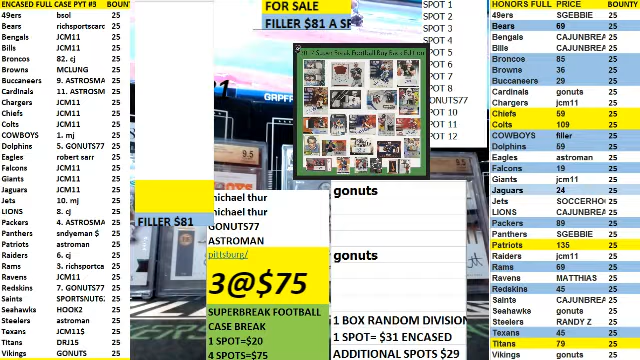 ENCASED FULL CASE PYT #3 BOUN
49ers bsol 25
Bears richsportscar 25
Bengals JCM11 25
Bills JCM11 25
Broncos 82. cj 25
Browns MCLUNG 25
Buccaneers 9. ASTROSMA 25
Cardinals 11. ASTROSMA 25
Chargers JCM11 25
Chiefs JCM11 25
Colts JCM11 25
COWBOYS 1. mj 25
Dolphins 5. GONUTS77 25
Eagles robert sarr 25
Falcons JCM11 25
Giants JCM11 25
Jaguars JCM11 25
Jets 10. mj 25
LIONS 8. cj 25
Packers 4. ASTROSMA 25
Panthers sndyeman $ 25
Patriots astroman 25
Raiders 6. cj 25
Rams 3. richsportca 25
Ravens JCM11 25
Redskins 7. GONUTS77 25
Saints SPORTSNUT6 25
Seahawks HOOK2 25
Steelers astroman 25
Texans JCM11$ 25
Titans DRJ15 25
Vikings GONUTS 25
FOR SALE
FILLER $81 A SP
FILLER $81
michael thur
michael thur
GONUTS77
ASTROMAN
pittsburg/
3@$75
SUPERBREAK FOOTBALL
CASE BREAK
1 SPOT=$20
4 SPOTS=$75
2017 Super Break Football Box Bash Edition
9.5
gonuts
gonuts
1 BOX RANDOM DIVISION
1 SPOT= $31 ENCASED
ADDITIONAL SPOTS $29
SPOT 1
SPOT 2
SPOT 3
SPOT 4
SPOT 5
SPOT 6
SPOT 7
SPOT 8
GONUTS77
SPOT 10
SPOT 11
SPOT 12
HONORS FULL PRICE BOUNTY
49ers SGEBBIE 25
Bears 69 25
Bengals CAJUNBREA 25
Bills CAJUNBREA 25
Broncos 85 25
Browns 36 25
Buccaneers 29 25
Cardinals gonuts 25
Chargers jcm11 25
Chiefs 59 25
Colts 109 25
COWBOYS filler 25
Dolphins 59 25
Eagles astroman 25
Falcons 19 25
Giants jcm11 25
Jaguars 24 25
Jets SOCCERHO 25
LIONS CAJUNBREA 25
Packers 89 25
Panthers SGEBBIE 25
Patriots 135 25
Raiders jcm11 25
Rams 69 25
Ravens MATTHIAS 25
Redskins 45 25
Saints CAJUNBREA 25
Seahawks gonuts 25
Steelers RANDY Z 25
Texans 45 25
Titans 79 25
Vikings gonuts 25